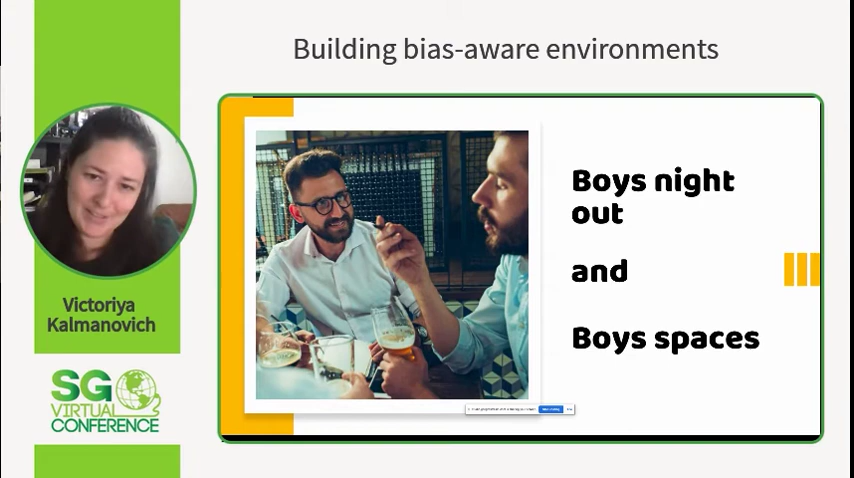 Building bias-aware environments
Boys night
out
and
Boys spaces
Victoriya
Kalmanovich
SG
VIRTUAL
CONFERENCE